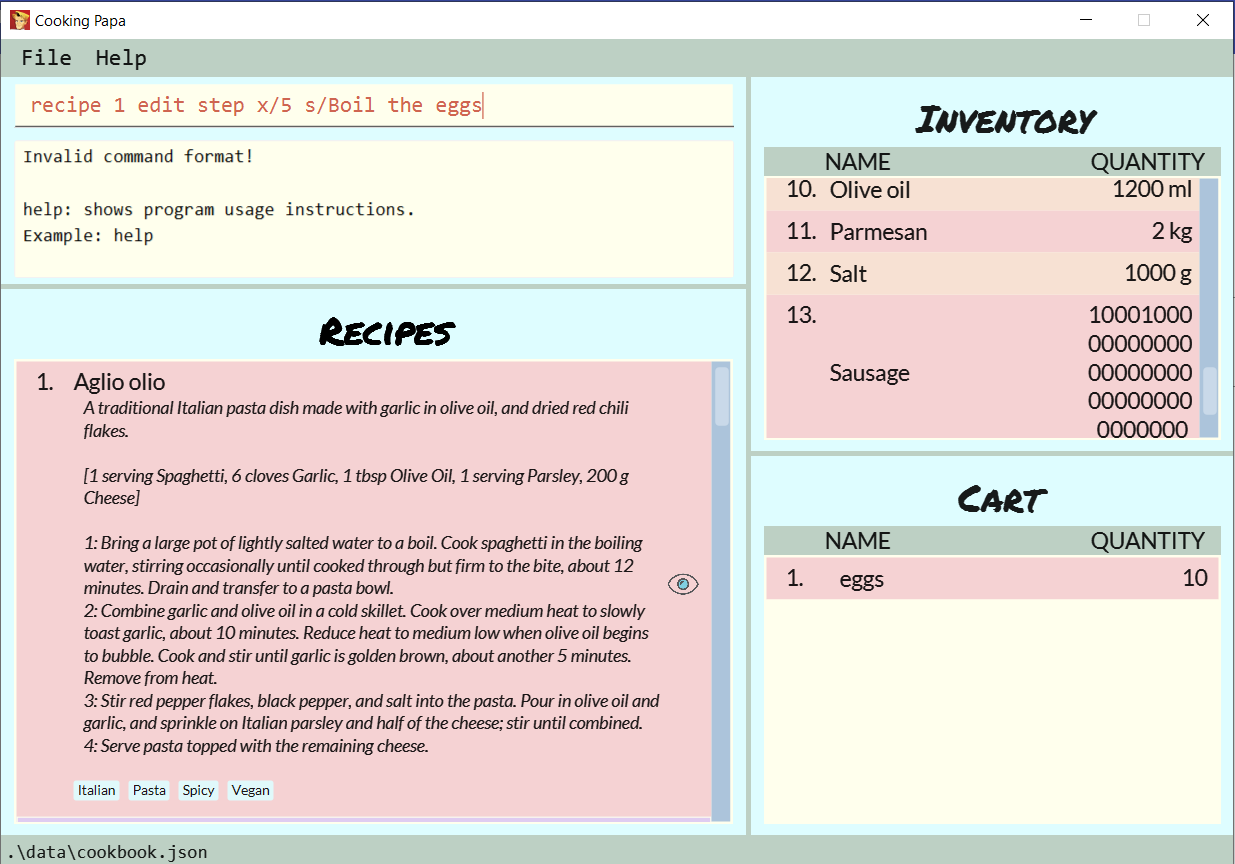 Cooking Papa
File Help
recipe 1 edit step x/5 s/Boil the eggs
Invalid command format!
help: shows program usage instructions.
Example: help
Recipes
1. Aglio olio
A traditional Italian pasta dish made with garlic in olive oil, and dried red chili
flakes.
[1 serving Spaghetti, 6 cloves Garlic, 1 tbsp Olive Oil, 1 serving Parsley, 200 g
Cheese]
1: Bring a large pot of lightly salted water to a boil. Cook spaghetti in the boiling
water, stirring occasionally until cooked through but firm to the bite, about 12
minutes. Drain and transfer to a pasta bowl.
2: Combine garlic and olive oil in a cold skillet. Cook over medium heat to slowly
toast garlic, about 10 minutes. Reduce heat to medium low when olive oil begins
to bubble. Cook and stir until garlic is golden brown, about another 5 minutes.
Remove from heat.
3: Stir red pepper flakes, black pepper, and salt into the pasta. Pour in olive oil and
garlic, and sprinkle on Italian parsley and half of the cheese; stir until combined.
4: Serve pasta topped with the remaining cheese.
Italian Pasta Spicy Vegan
Inventory
NAME QUANTITY
10. Olive oil 1200 ml
11. Parmesan 2 kg
12. Salt 1000 g
13. 10001000
00000000
Sausage 00000000
00000000
0000000
Cart
NAME QUANTITY
1. eggs 10
.\data\cookbook.json